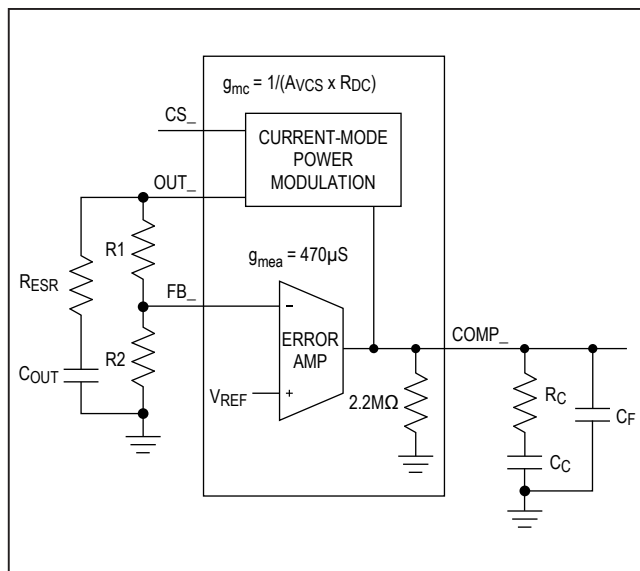 gmc = 1/(AVCS x RDC)
CS_
CURRENT-MODE
POWER
MODULATION
OUT_
R1
gmea = 470µS
RESR
FB_
−
ERROR
AMP
COMP_
R2
COUT
VREF
+
2.2MΩ
RC
CF
CC